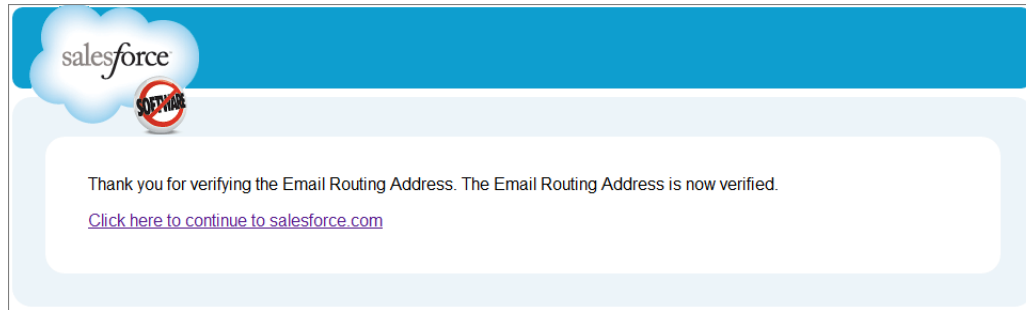 salesforce
SOFTWARE
Thank you for verifying the Email Routing Address. The Email Routing Address is now verified.
Click here to continue to salesforce.com